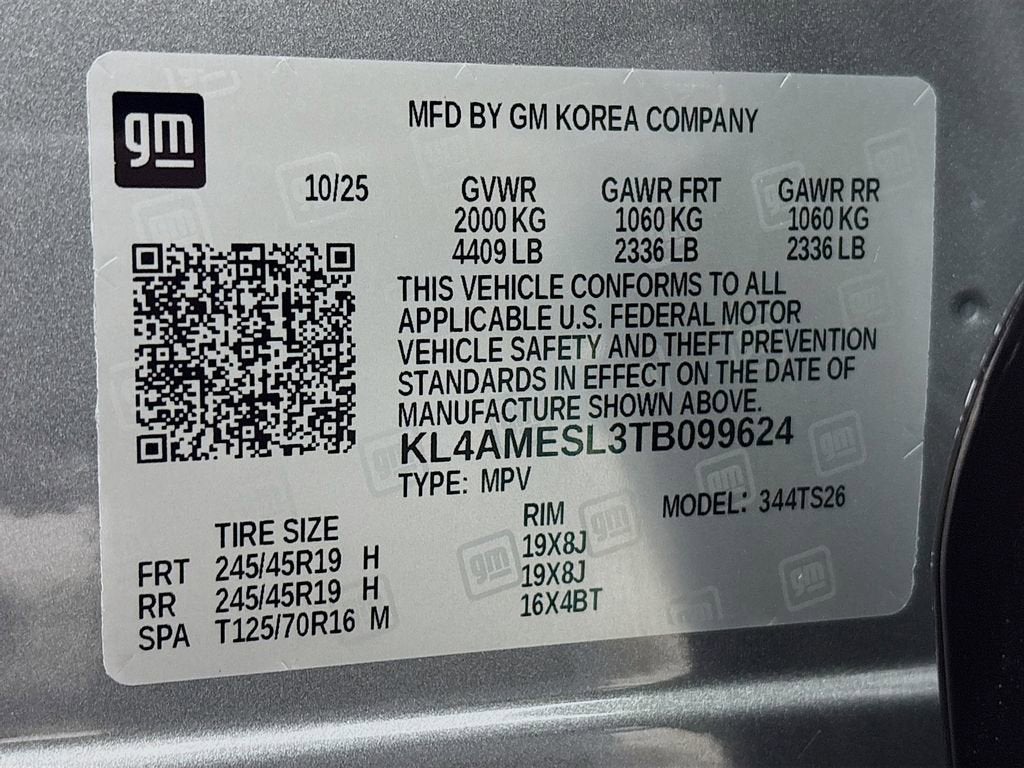 gm
MFD BY GM KOREA COMPANY
10/25 GVWR GAWR FRT GAWR RR
2000 KG 1060 KG 1060 KG
4409 LB 2336 LB 2336 LB
THIS VEHICLE CONFORMS TO ALL
APPLICABLE U.S. FEDERAL MOTOR
VEHICLE SAFETY AND THEFT PREVENTION
STANDARDS IN EFFECT ON THE DATE OF
MANUFACTURE SHOWN ABOVE.
KL4AMESL3TB099624
TYPE: MPV MODEL: 344TS26
TIRE SIZE RIM
FRT 245/45R19 H 19X8J
RR 245/45R19 H 19X8J
SPA T125/70R16 M 16X4BT